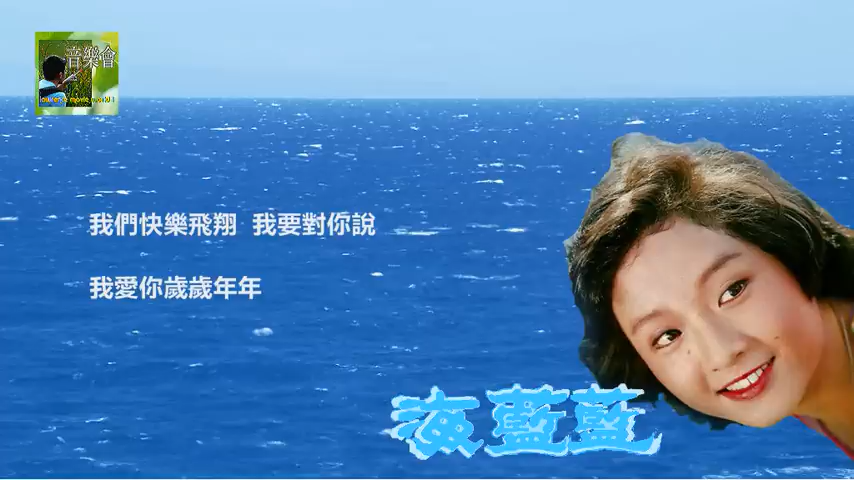 音樂會
我們快樂飛翔 我要對你說
我愛你歲歲年年
海藍藍